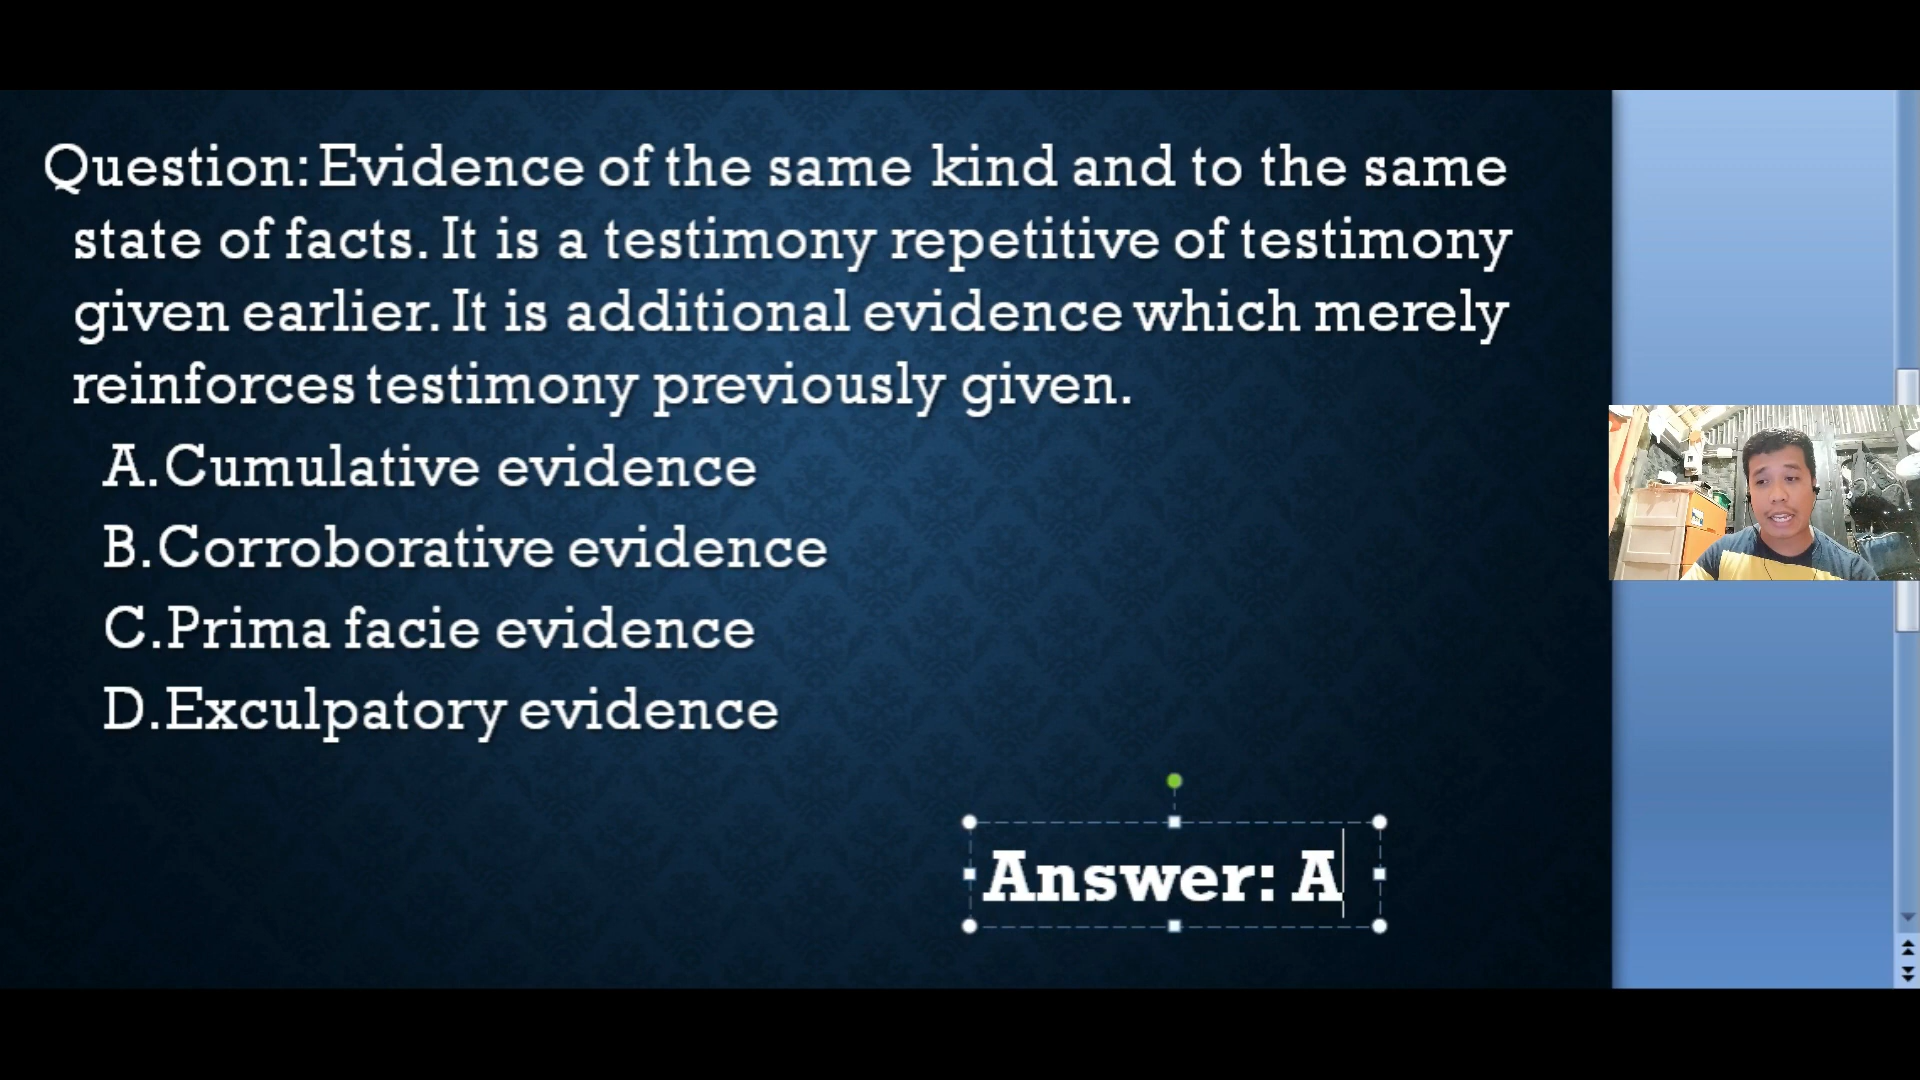 Question: Evidence of the same kind and to the same
state of facts. It is a testimony repetitive of testimony
given earlier. It is additional evidence which merely
reinforces testimony previously given.
A. Cumulative evidence
B. Corroborative evidence
C. Prima facie evidence
D. Exculpatory evidence
Answer: A